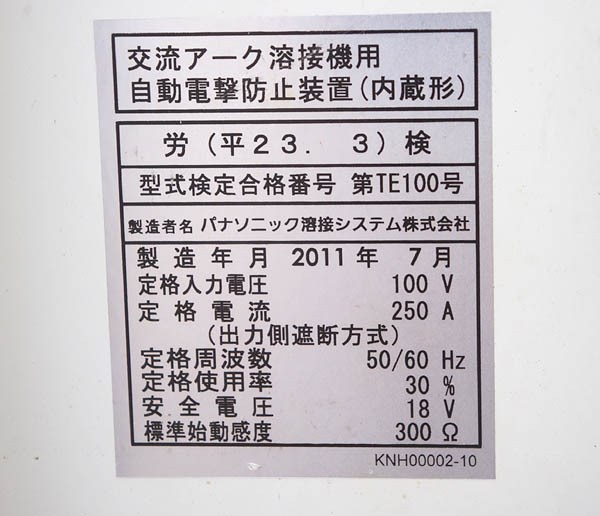 交流アーク溶接機用
自動電撃防止装置(内蔵形)
労(平23. 3)検
型式検定合格番号 第TE100号
製造者名 パナソニック溶接システム株式会社
製造年月 2011年 7月
定格入力電圧 100 V
定格電流 250 A
(出力側遮断方式)
定格周波数 50/60 Hz
定格使用率 30 %
安全電圧 18 V
標準始動感度 300 Ω
KNH00002-10